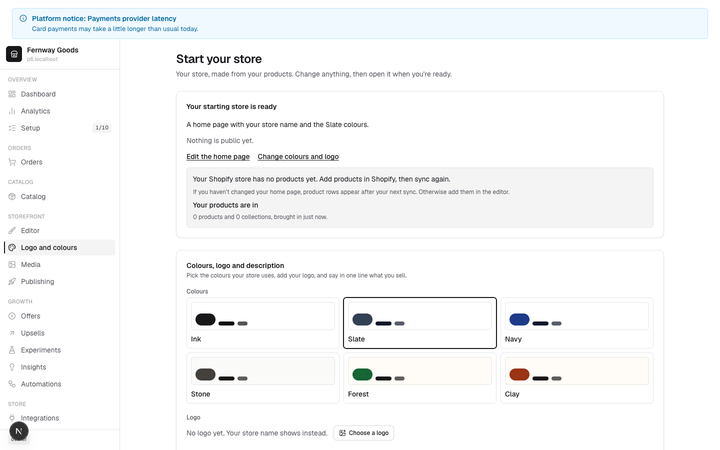 Platform notice: Payments provider latency
Card payments may take a little longer than usual today.
Fernway Goods
p8.localhost
OVERVIEW
Dashboard
Analytics
Setup 1/10
ORDERS
Orders
CATALOG
Catalog
STOREFRONT
Editor
Logo and colours
Media
Publishing
GROWTH
Offers
Upsells
Experiments
Insights
Automations
STORE
Integrations
N
Start your store
Your store, made from your products. Change anything, then open it when you're ready.
Your starting store is ready
A home page with your store name and the Slate colours.
Nothing is public yet.
Edit the home page Change colours and logo
Your Shopify store has no products yet. Add products in Shopify, then sync again.
If you haven't changed your home page, product rows appear after your next sync. Otherwise add them in the editor.
Your products are in
0 products and 0 collections, brought in just now.
Colours, logo and description
Pick the colours your store uses, add your logo, and say in one line what you sell.
Colours
Ink
Slate
Navy
Stone
Forest
Clay
Logo
No logo yet. Your store name shows instead. Choose a logo